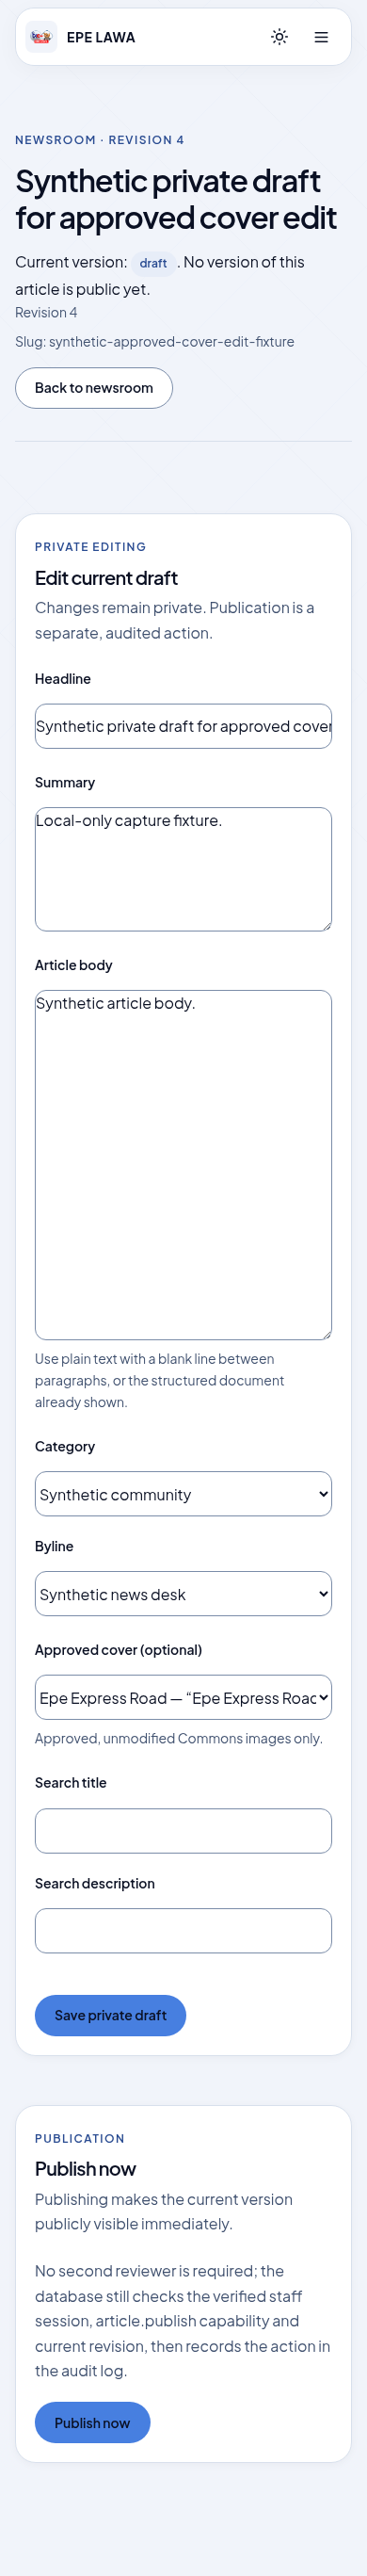 EPE LAWA
NEWSROOM · REVISION 4
Synthetic private draft
for approved cover edit
Current version: draft. No version of this
article is public yet.
Revision 4
Slug: synthetic-approved-cover-edit-fixture
Back to newsroom
PRIVATE EDITING
Edit current draft
Changes remain private. Publication is a
separate, audited action.
Headline
Synthetic private draft for approved cover
Summary
Local-only capture fixture.
Article body
Synthetic article body.
Use plain text with a blank line between
paragraphs, or the structured document
already shown.
Category
Synthetic community
Byline
Synthetic news desk
Approved cover (optional)
Epe Express Road — “Epe Express Road
Approved, unmodified Commons images only.
Search title
Search description
Save private draft
PUBLICATION
Publish now
Publishing makes the current version
publicly visible immediately.
No second reviewer is required; the
database still checks the verified staff
session, article.publish capability and
current revision, then records the action in
the audit log.
Publish now